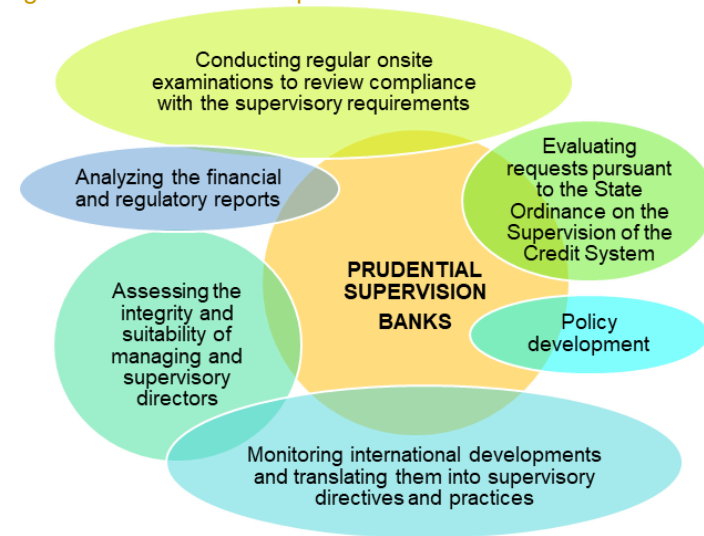 Conducting regular onsite
examinations to review compliance
with the supervisory requirements
Analyzing the financial
and regulatory reports
Evaluating
requests pursuant
to the State
Ordinance on the
Supervision of the
Credit System
PRUDENTIAL
SUPERVISION
BANKS
Assessing the
integrity and
suitability of
managing and
supervisory
directors
Policy
development
Monitoring international developments
and translating them into supervisory
directives and practices